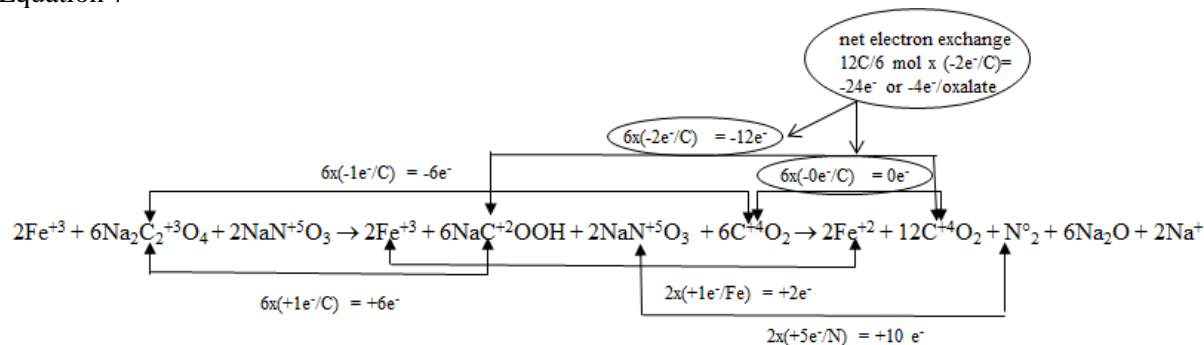 Equation 7
net electron exchange
12C/6 mol x (-2e⁻/C)=
-24e⁻ or -4e⁻/oxalate
6x(-2e⁻/C) = -12e⁻
6x(-1e⁻/C) = -6e⁻
6x(-0e⁻/C) = 0e⁻
2Fe⁺³ + 6Na₂C₂⁺³O₄ + 2NaN⁺⁵O₃ → 2Fe⁺³ + 6NaC⁺²OOH + 2NaN⁺⁵O₃ + 6C⁺⁴O₂ → 2Fe⁺² + 12C⁺⁴O₂ + N°₂ + 6Na₂O + 2Na⁺
6x(+1e⁻/C) = +6e⁻
2x(+1e⁻/Fe) = +2e⁻
2x(+5e⁻/N) = +10 e⁻